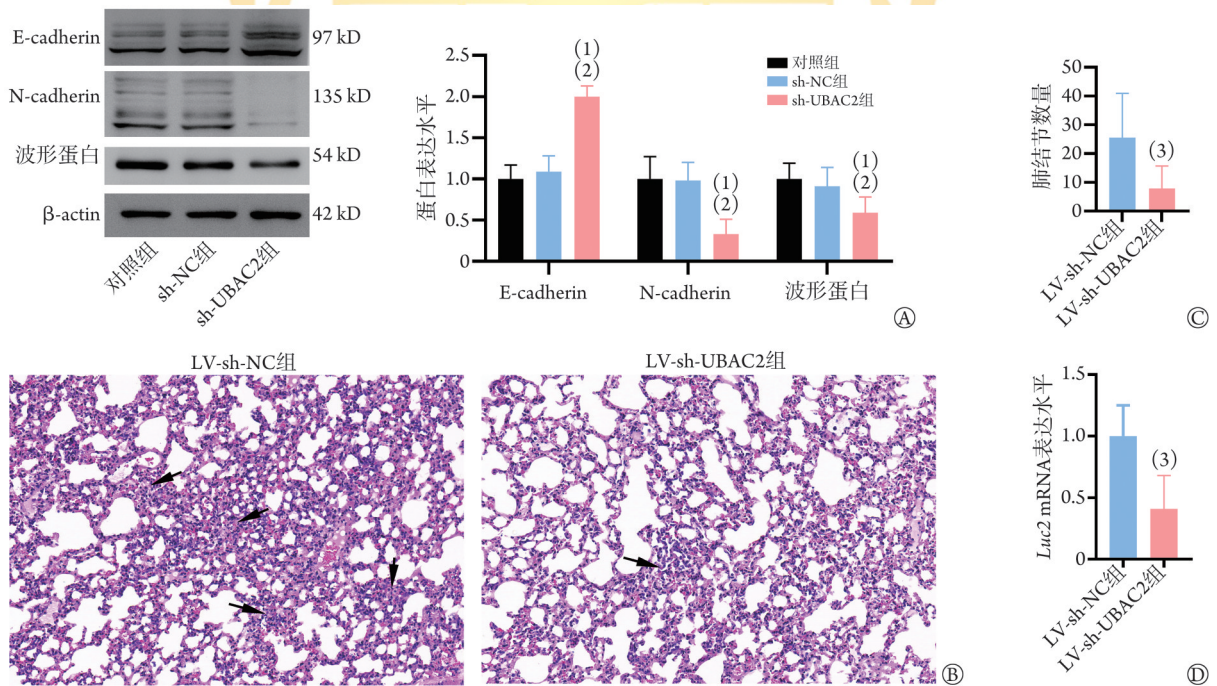 E-cadherin
97 kD
N-cadherin
135 kD
波形蛋白
54 kD
β-actin
42 kD
对照组
sh-NC组
sh-UBAC2组
蛋白表达水平
2.5
2.0
1.5
1.0
0.5
0
(1)
(2)
(1)
(2)
(1)
(2)
对照组
sh-NC组
sh-UBAC2组
E-cadherin
N-cadherin
波形蛋白
Ⓐ
肺结节数量
50
40
30
20
10
0
(3)
LV-sh-NC组
LV-sh-UBAC2组
Ⓒ
LV-sh-NC组
LV-sh-UBAC2组
Ⓑ
Luc2 mRNA表达水平
1.5
1.0
0.5
0
(3)
LV-sh-NC组
LV-sh-UBAC2组
Ⓓ